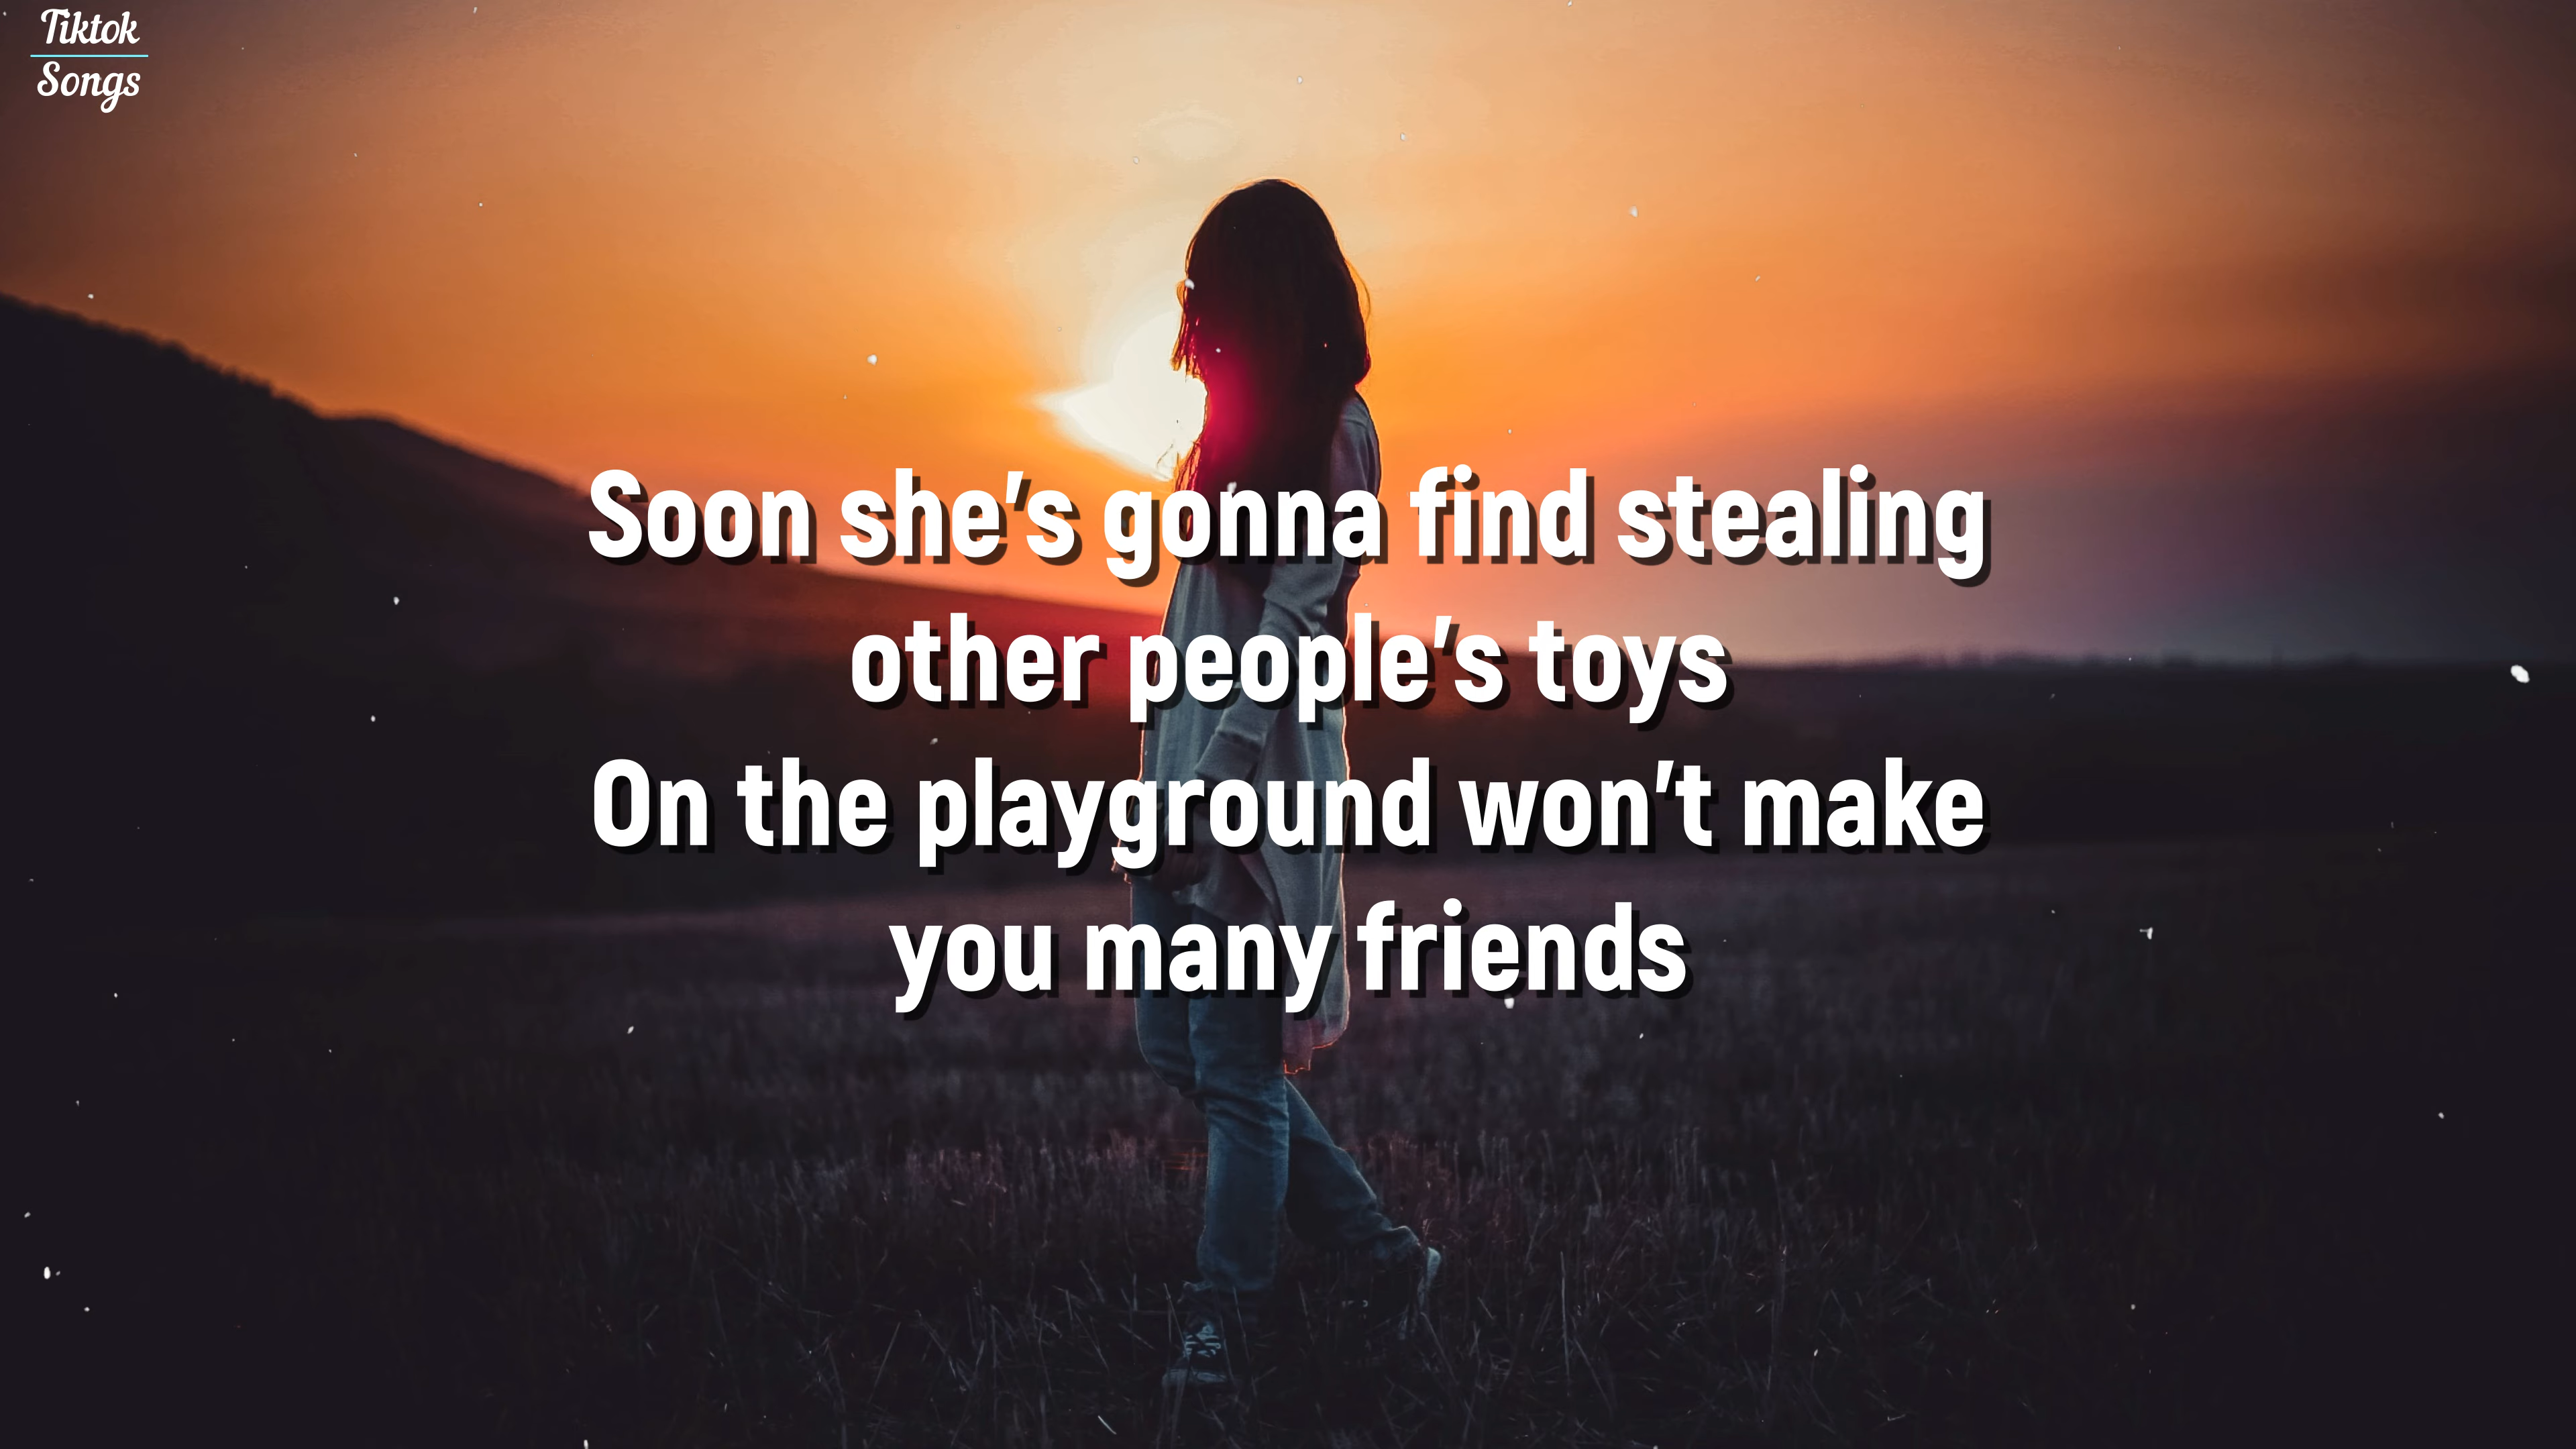 Tiktok
Songs
Soon she's gonna find stealing
other people's toys
On the playground won't make
you many friends